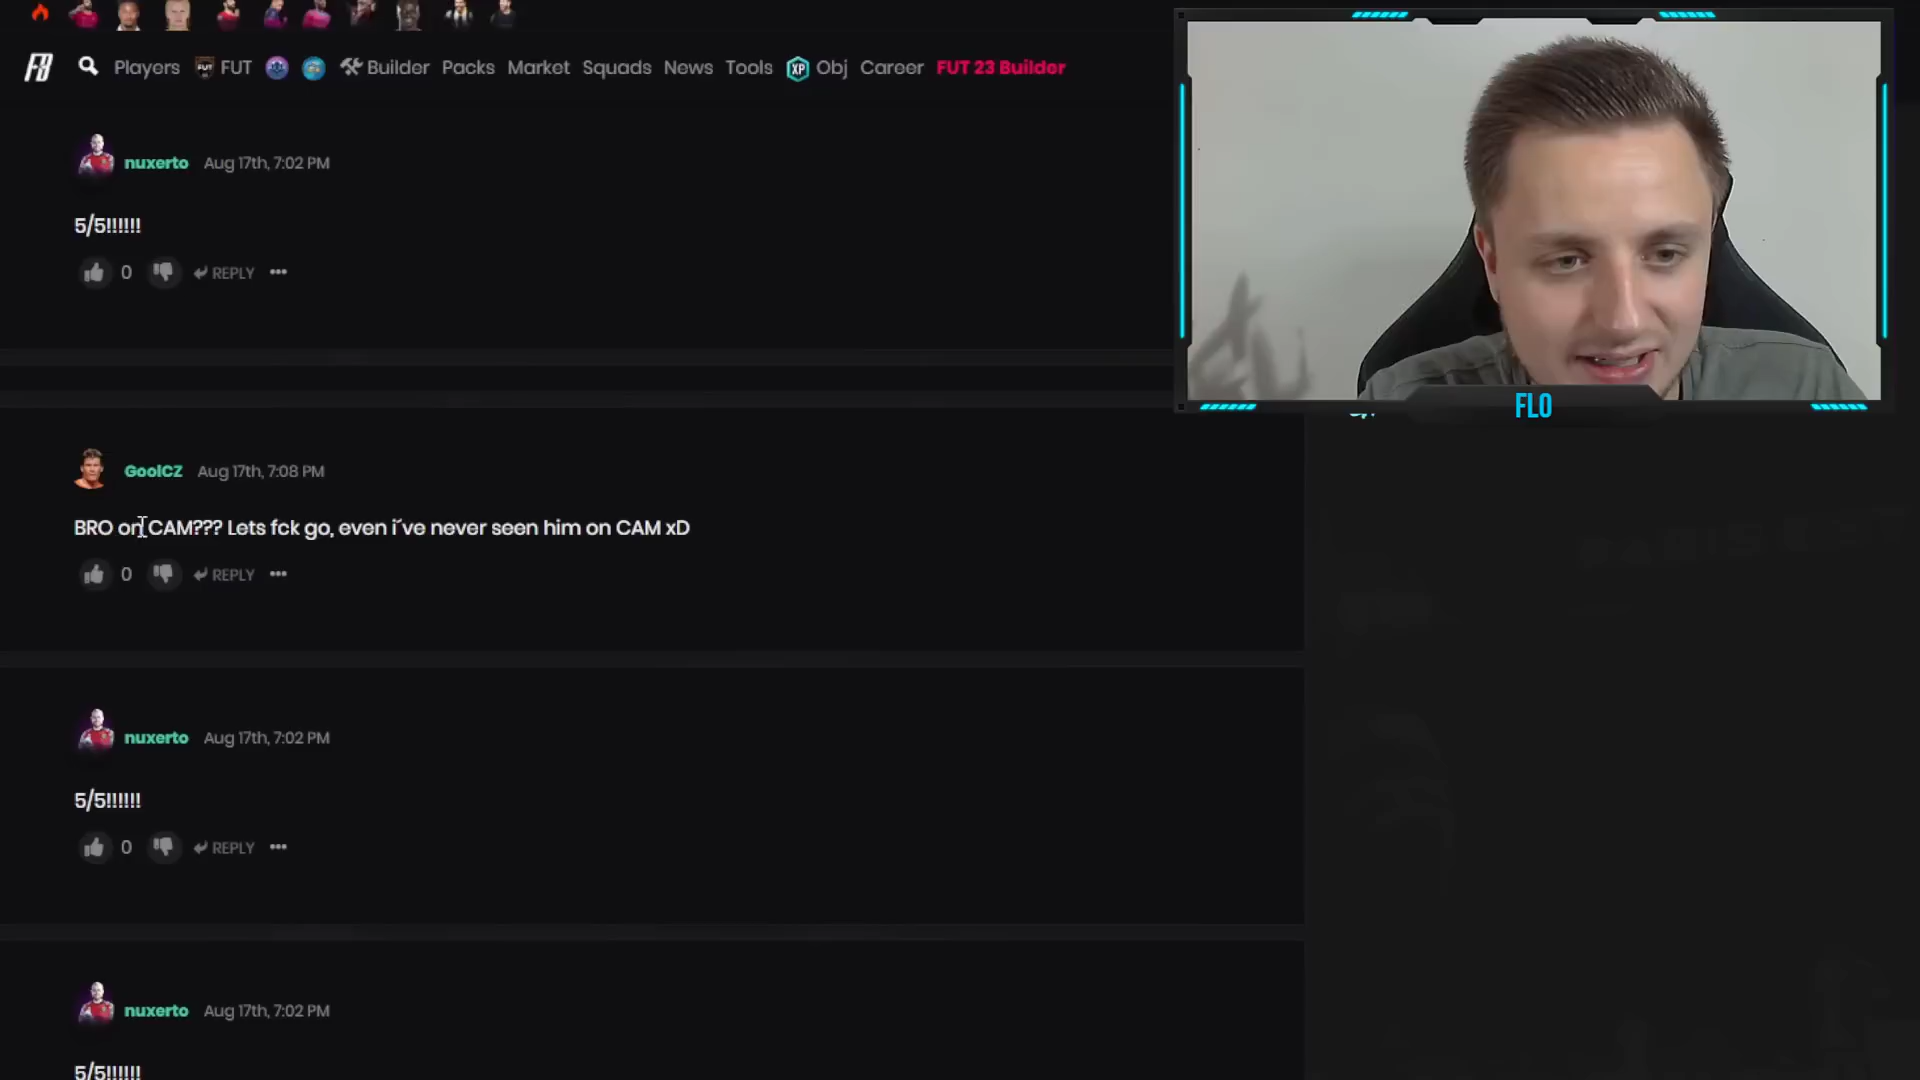 FB Players FUT FUT Builder Packs Market Squads News Tools XP Obj Career FUT 23 Builder
nuxerto Aug 17th, 7:02 PM
5/5!!!!!!
0 REPLY •••
FLO
GoolCZ Aug 17th, 7:08 PM
BRO on CAM??? Lets fck go, even i´ve never seen him on CAM xD
0 REPLY •••
nuxerto Aug 17th, 7:02 PM
5/5!!!!!!
0 REPLY •••
nuxerto Aug 17th, 7:02 PM
5/5!!!!!!